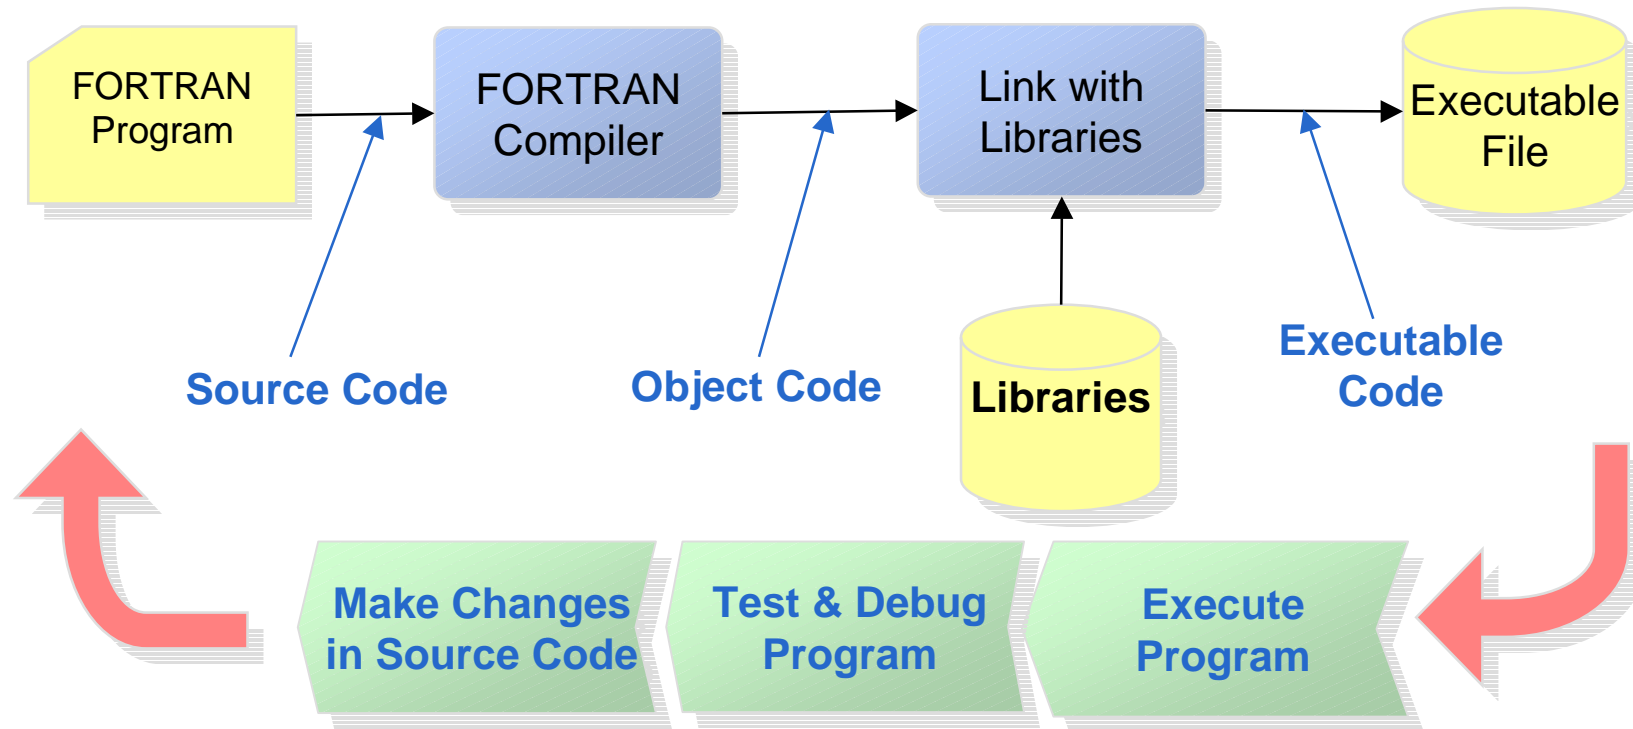 FORTRAN
Program
FORTRAN
Compiler
Link with
Libraries
Executable
File
Source Code
Object Code
Libraries
Executable
Code
Make Changes
in Source Code
Test & Debug
Program
Execute
Program